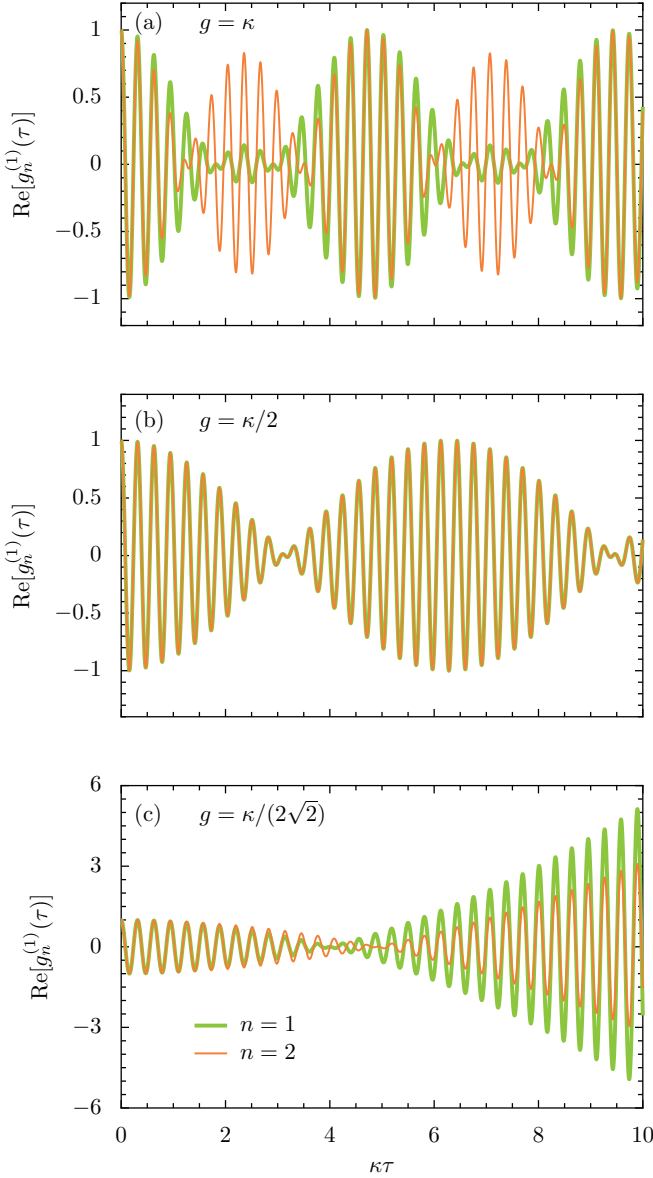 (a) g = κ
1
0.5
0
−0.5
−1
Re[g_n^{(1)}(τ)]
(b) g = κ/2
1
0.5
0
−0.5
−1
Re[g_n^{(1)}(τ)]
(c) g = κ/(2√2)
6
3
0
−3
−6
Re[g_n^{(1)}(τ)]
n = 1
n = 2
0 2 4 6 8 10
κτ